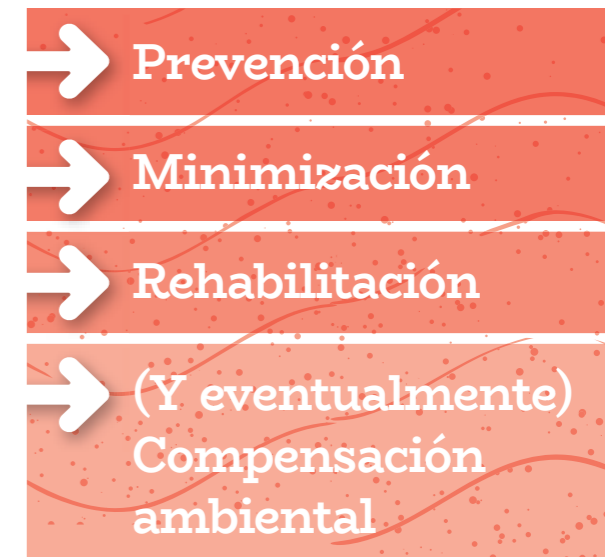 Prevención
Minimización
Rehabilitación
(Y eventualmente)
Compensación
ambiental